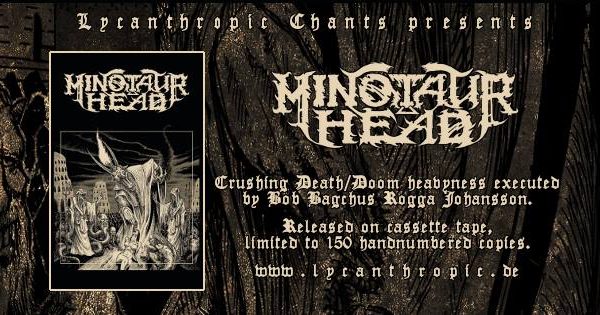 Lycanthropic Chants presents
MINOTAUR
HEAD
MINOTAUR
HEAD
Crushing Death/Doom heavyness executed
by Bob Bagchus Rogga Johansson.
Released on cassette tape,
limited to 150 handnumbered copies.
www.lycanthropic.de